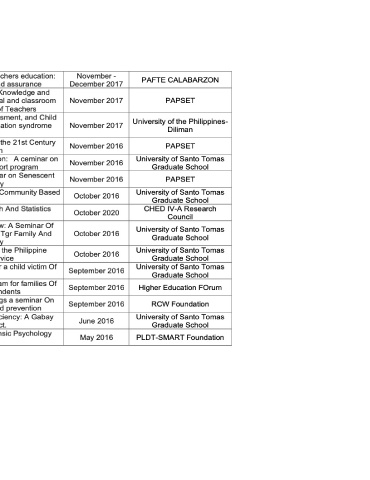 chers education:
d assurance
November -
December 2017
PAFTE CALABARZON
Knowledge and
al and classroom
of Teachers
November 2017
PAPSET
sment, and Child
ation syndrome
November 2017
University of the Philippines-
Diliman
the 21st Century
n
November 2016
PAPSET
on: A ceminar on
ort program
November 2016
University of Santo Tomas
Graduate School
ar on Senescent
y
November 2016
PAPSET
Community Based
October 2016
University of Santo Tomas
Graduate School
h And Statistics
October 2020
CHED IV-A Research
Council
w: A Seminar Of
Tgr Family And
y
October 2016
University of Santo Tomas
Graduate School
the Philippine
vice
October 2016
University of Santo Tomas
Graduate School
r a child victim Of
September 2016
University of Santo Tomas
Graduate School
am for families Of
ndents
September 2016
Higher Education FOrum
gs a seminar On
d prevention
September 2016
RCW Foundation
ciency: A Gabay
ct.
June 2016
University of Santo Tomas
Graduate School
nsic Psychology
May 2016
PLDT-SMART Foundation